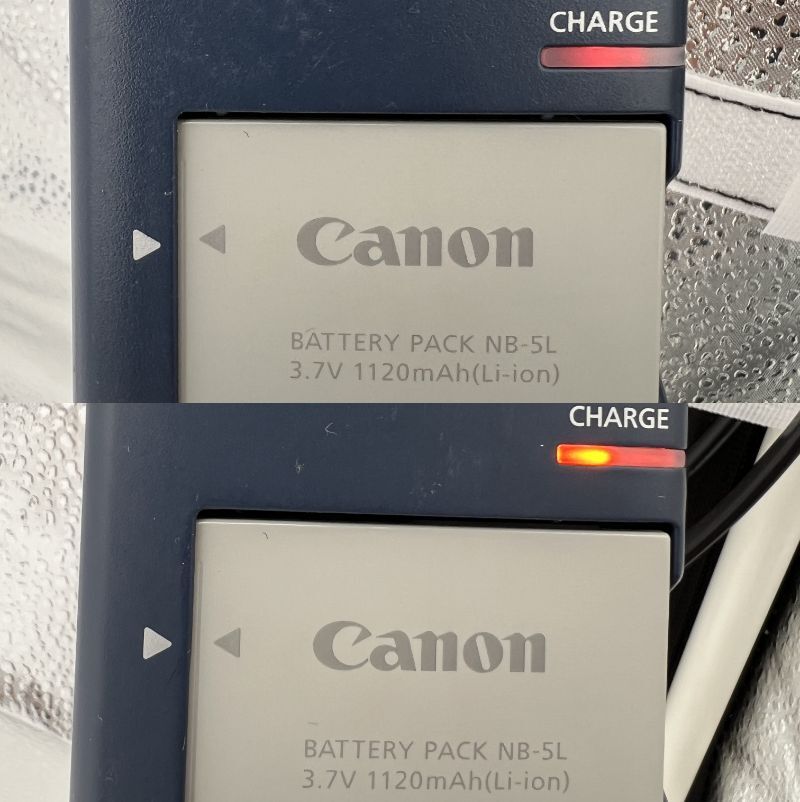 CHARGE
Canon
BATTERY PACK NB-5L
3.7V 1120mAh(Li-ion)
CHARGE
Canon
BATTERY PACK NB-5L
3.7V 1120mAh(Li-ion)